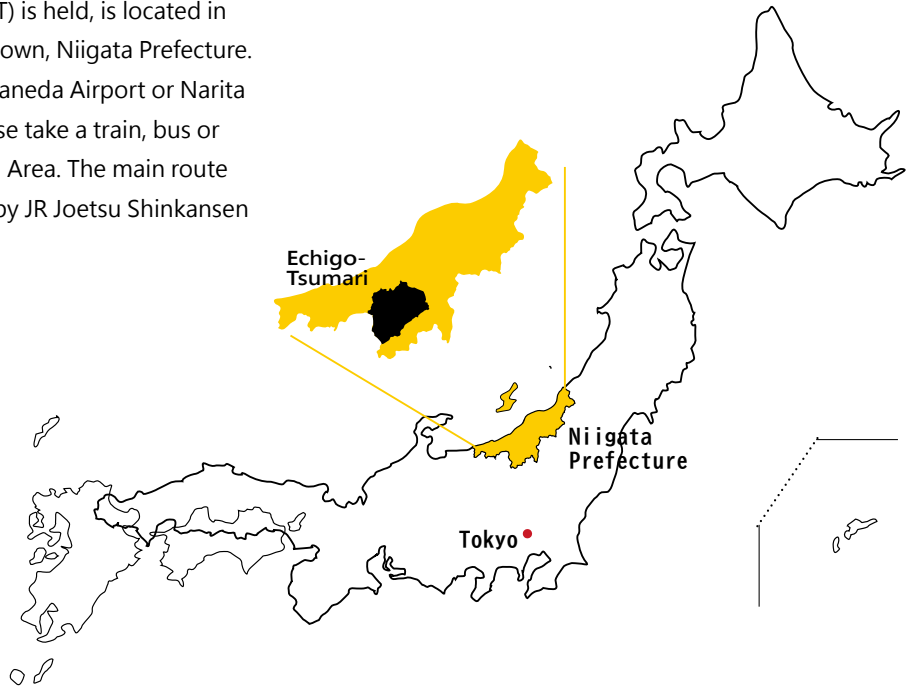 T) is held, is located in
own, Niigata Prefecture.
aneda Airport or Narita
se take a train, bus or
Area. The main route
by JR Joetsu Shinkansen
Echigo-
Tsumari
Niigata
Prefecture
Tokyo